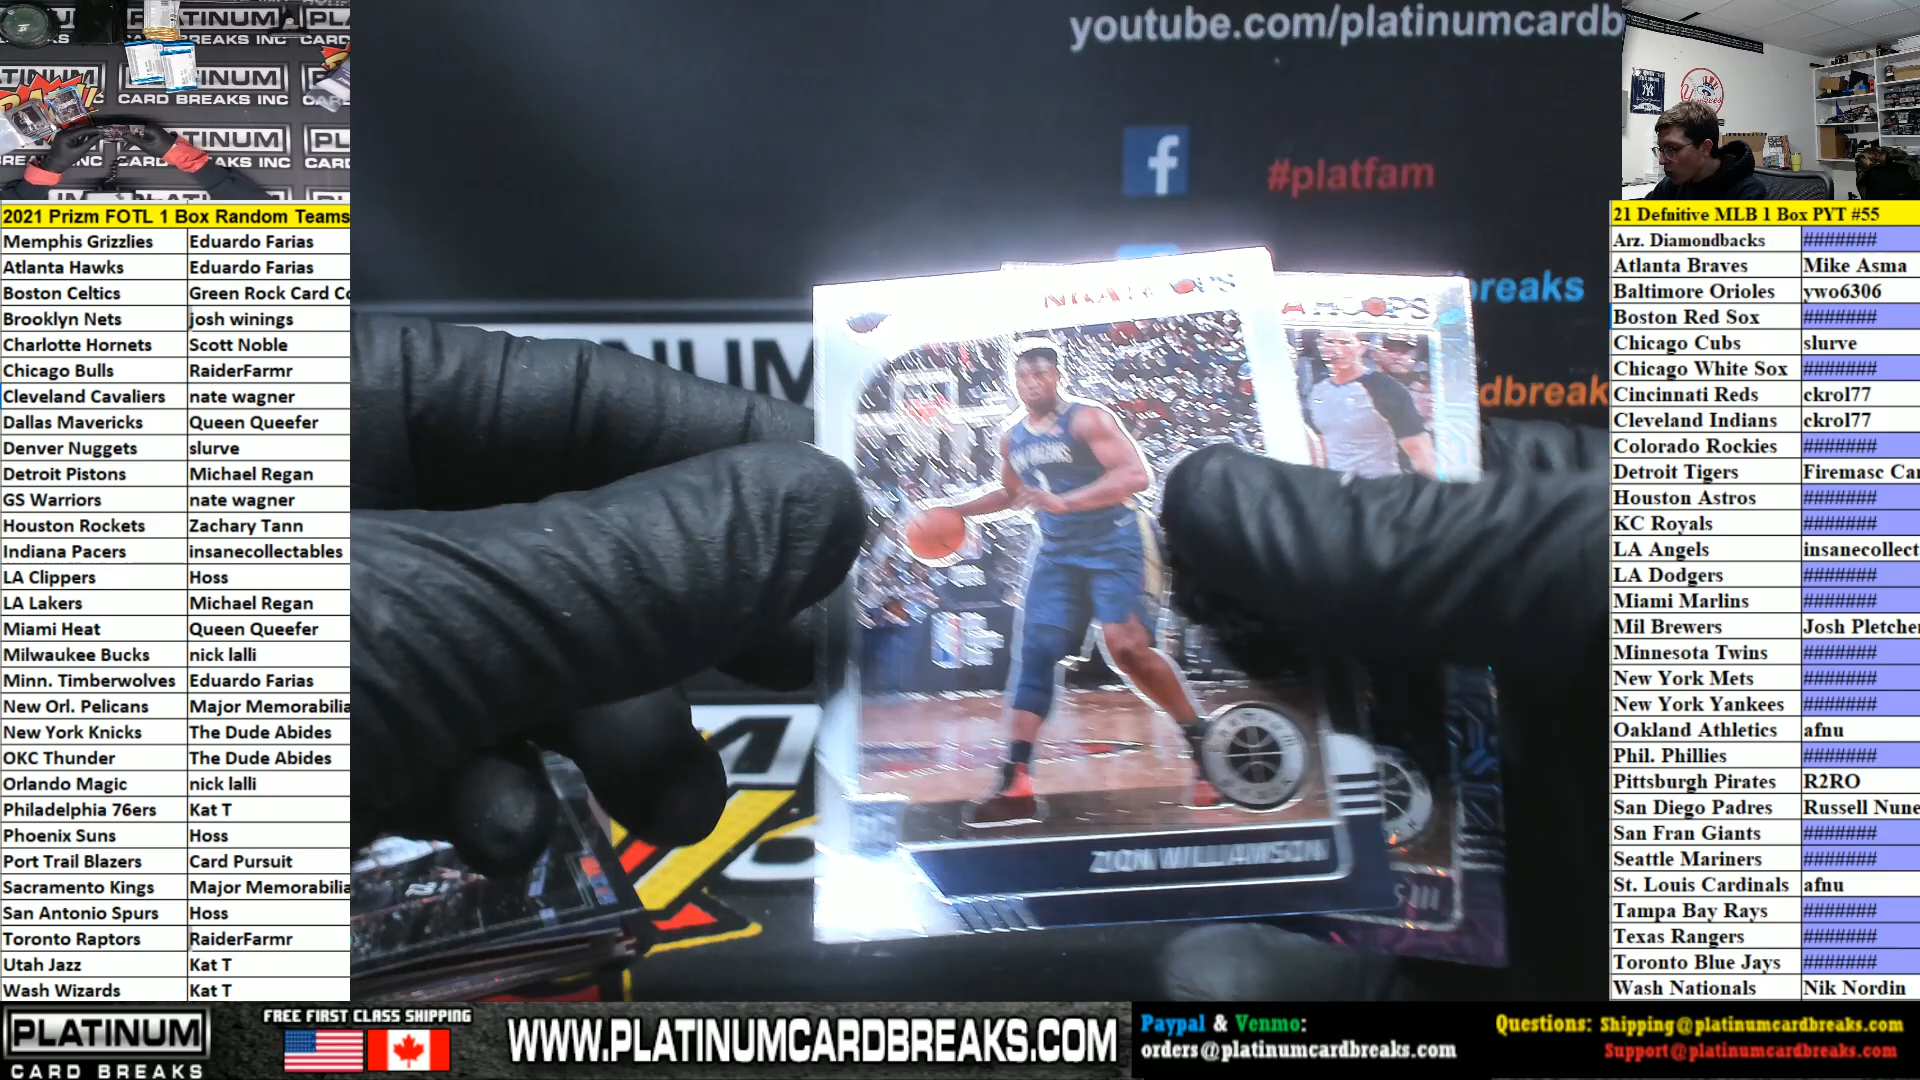 youtube.com/platinumcardb
#platfam
breaks
dbreak
PLATINUM
CARD BREAKS INC
NBA HOOPS
ZION WILLIAMSON
2021 Prizm FOTL 1 Box Random Teams
Memphis Grizzlies Eduardo Farias
Atlanta Hawks Eduardo Farias
Boston Celtics Green Rock Card Co
Brooklyn Nets josh winings
Charlotte Hornets Scott Noble
Chicago Bulls RaiderFarmr
Cleveland Cavaliers nate wagner
Dallas Mavericks Queen Queefer
Denver Nuggets slurve
Detroit Pistons Michael Regan
GS Warriors nate wagner
Houston Rockets Zachary Tann
Indiana Pacers insanecollectables
LA Clippers Hoss
LA Lakers Michael Regan
Miami Heat Queen Queefer
Milwaukee Bucks nick lalli
Minn. Timberwolves Eduardo Farias
New Orl. Pelicans Major Memorabilia
New York Knicks The Dude Abides
OKC Thunder The Dude Abides
Orlando Magic nick lalli
Philadelphia 76ers Kat T
Phoenix Suns Hoss
Port Trail Blazers Card Pursuit
Sacramento Kings Major Memorabilia
San Antonio Spurs Hoss
Toronto Raptors RaiderFarmr
Utah Jazz Kat T
Wash Wizards Kat T
21 Defnitive MLB 1 Box PYT #55
Arz. Diamondbacks #######
Atlanta Braves Mike Asma
Baltimore Orioles ywo6306
Boston Red Sox #######
Chicago Cubs slurve
Chicago White Sox #######
Cincinnati Reds ckrol77
Cleveland Indians ckrol77
Colorado Rockies #######
Detroit Tigers Firemasc Car
Houston Astros #######
KC Royals #######
LA Angels insanecollect
LA Dodgers #######
Miami Marlins #######
Mil Brewers Josh Pletcher
Minnesota Twins #######
New York Mets #######
New York Yankees #######
Oakland Athletics afnu
Phil. Phillies #######
Pittsburgh Pirates R2RO
San Diego Padres Russell Nune
San Fran Giants #######
Seattle Mariners #######
St. Louis Cardinals afnu
Tampa Bay Rays #######
Texas Rangers #######
Toronto Blue Jays #######
Wash Nationals Nik Nordin
PLATINUM
CARD BREAKS
FREE FIRST CLASS SHIPPING
WWW.PLATINUMCARDBREAKS.COM
Paypal & Venmo:
orders@platinumcardbreaks.com
Questions: Shipping@platinumcardbreaks.com
Support@platinumcardbreaks.com